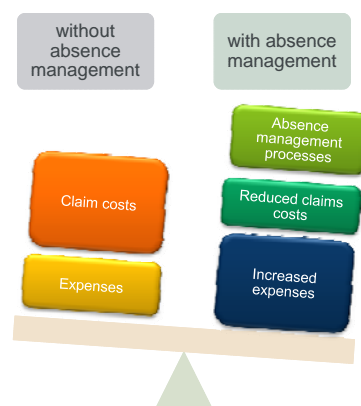 without
absence
management
with absence
management
Absence
management
processes
Claim costs
Reduced claims
costs
Expenses
Increased
expenses